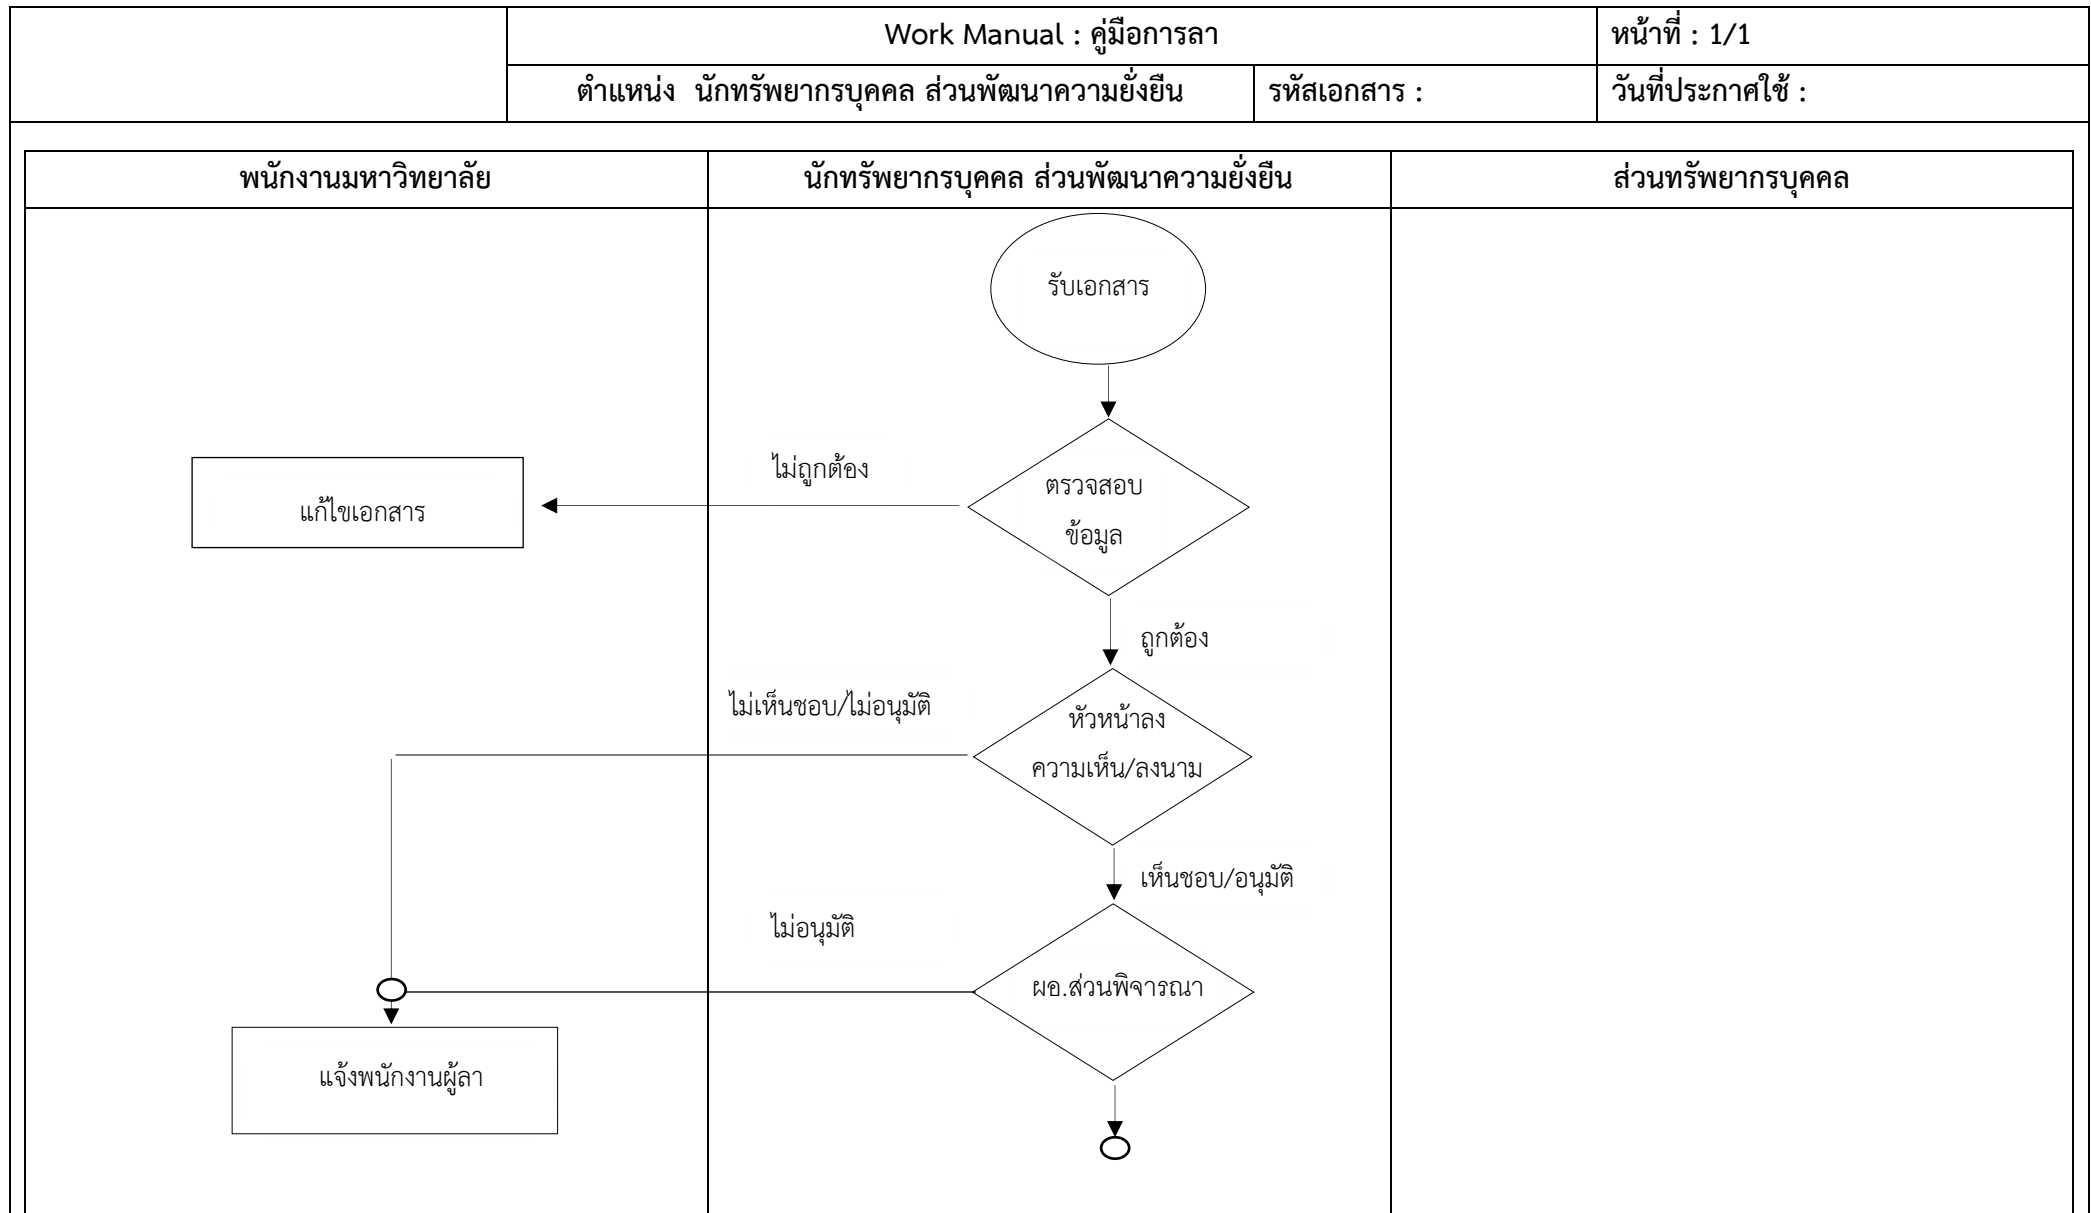 Work Manual : คู่มือการลา
หน้าที่ : 1/1
ตำแหน่ง นักทรัพยากรบุคคล ส่วนพัฒนาความยั่งยืน
รหัสเอกสาร :
วันที่ประกาศใช้ :
พนักงานมหาวิทยาลัย
นักทรัพยากรบุคคล ส่วนพัฒนาความยั่งยืน
ส่วนทรัพยากรบุคคล
รับเอกสาร
ไม่ถูกต้อง
ตรวจสอบ
ข้อมูล
แก้ไขเอกสาร
ถูกต้อง
ไม่เห็นชอบ/ไม่อนุมัติ
หัวหน้าลง
ความเห็น/ลงนาม
เห็นชอบ/อนุมัติ
ไม่อนุมัติ
ผอ.ส่วนพิจารณา
แจ้งพนักงานผู้ลา